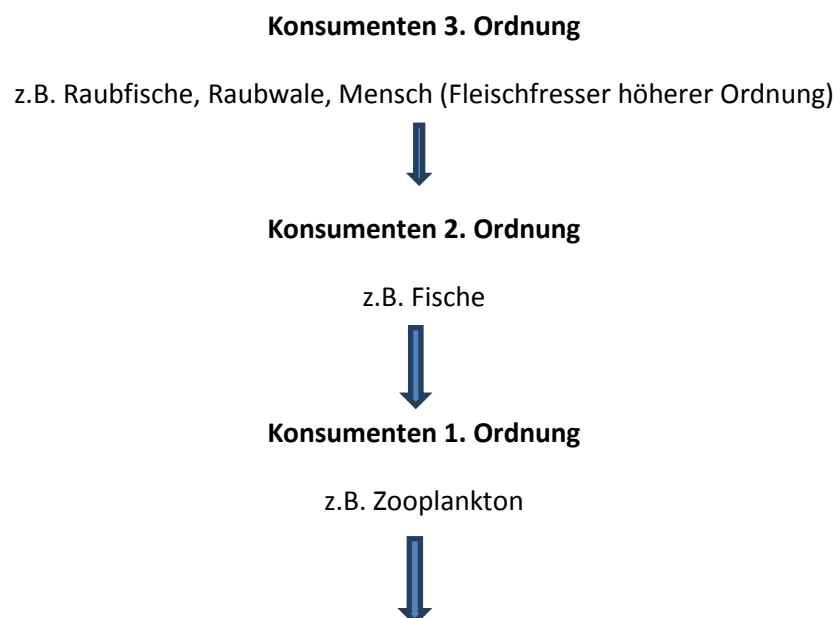 Konsumenten 3. Ordnung
z.B. Raubfische, Raubwale, Mensch (Fleischfresser höherer Ordnung)
Konsumenten 2. Ordnung
z.B. Fische
Konsumenten 1. Ordnung
z.B. Zooplankton